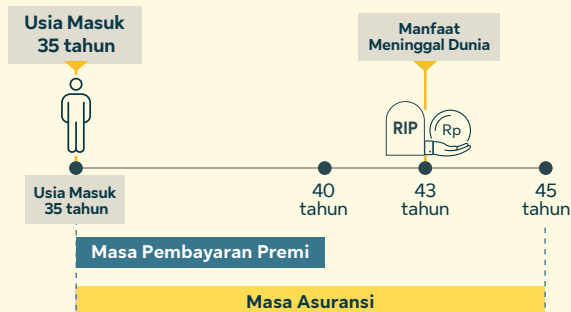 Usia Masuk
35 tahun
Manfaat
Meninggal Dunia
RIP
Rp
Usia Masuk
35 tahun
40
tahun
43
tahun
45
tahun
Masa Pembayaran Premi
Masa Asuransi